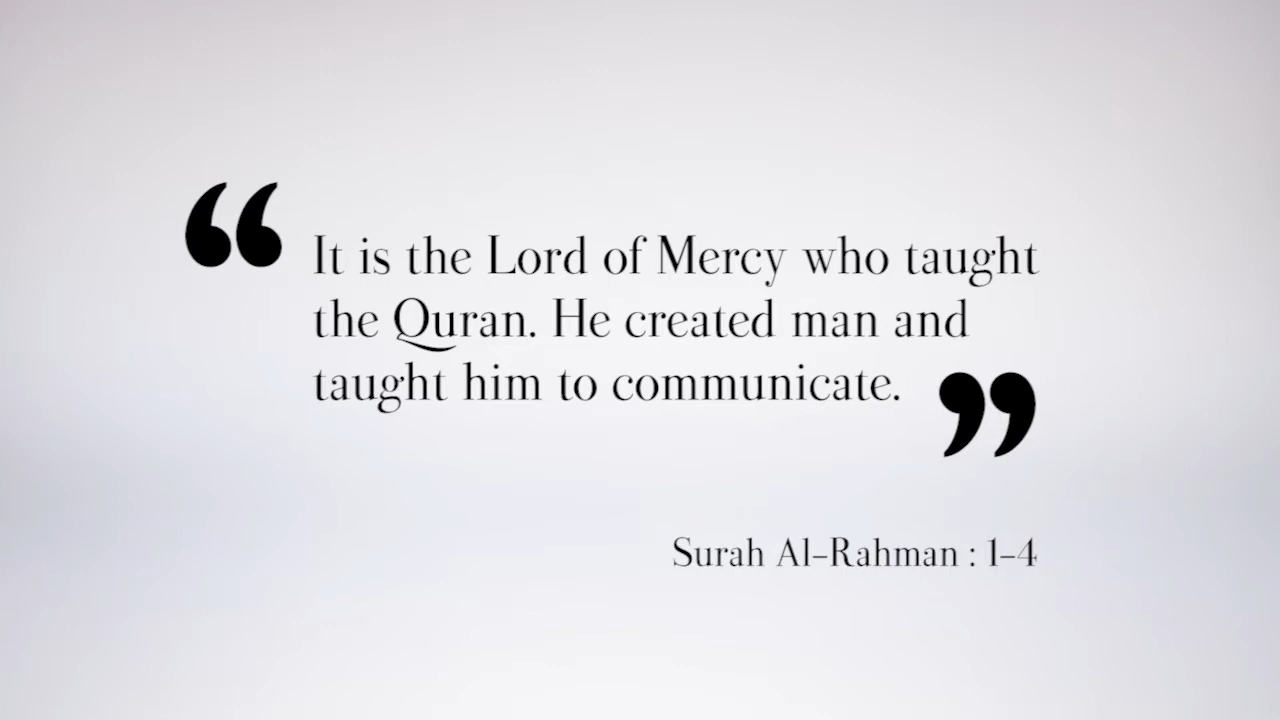 “It is the Lord of Mercy who taught
the Quran. He created man and
taught him to communicate.”
Surah Al-Rahman : 1-4